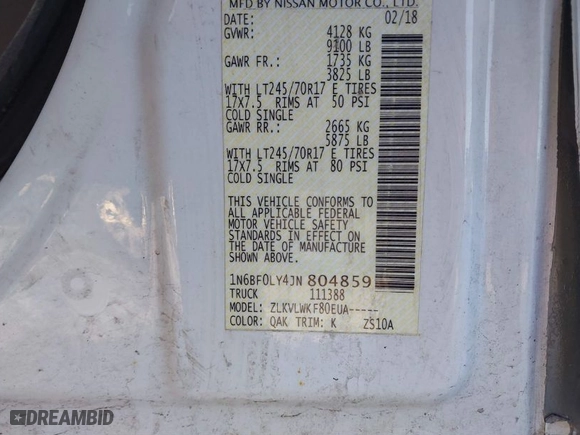 MFD BY NISSAN MOTOR CO., LTD.
DATE: 02/18
GVWR: 4128 KG
9100 LB
GAWR FR.: 1735 KG
3825 LB
WITH LT245/70R17 E TIRES
17X7.5 RIMS AT 50 PSI
COLD SINGLE
GAWR RR.: 2665 KG
5875 LB
WITH LT245/70R17 E TIRES
17X7.5 RIMS AT 80 PSI
COLD SINGLE
THIS VEHICLE CONFORMS TO
ALL APPLICABLE FEDERAL
MOTOR VEHICLE SAFETY
STANDARDS IN EFFECT ON
THE DATE OF MANUFACTURE
SHOWN ABOVE.
1N6BF0LY4JN 804859
TRUCK 111388
MODEL: ZLKVLWKF80EUA-----
COLOR: QAK TRIM: K ZS10A
DREAMBID